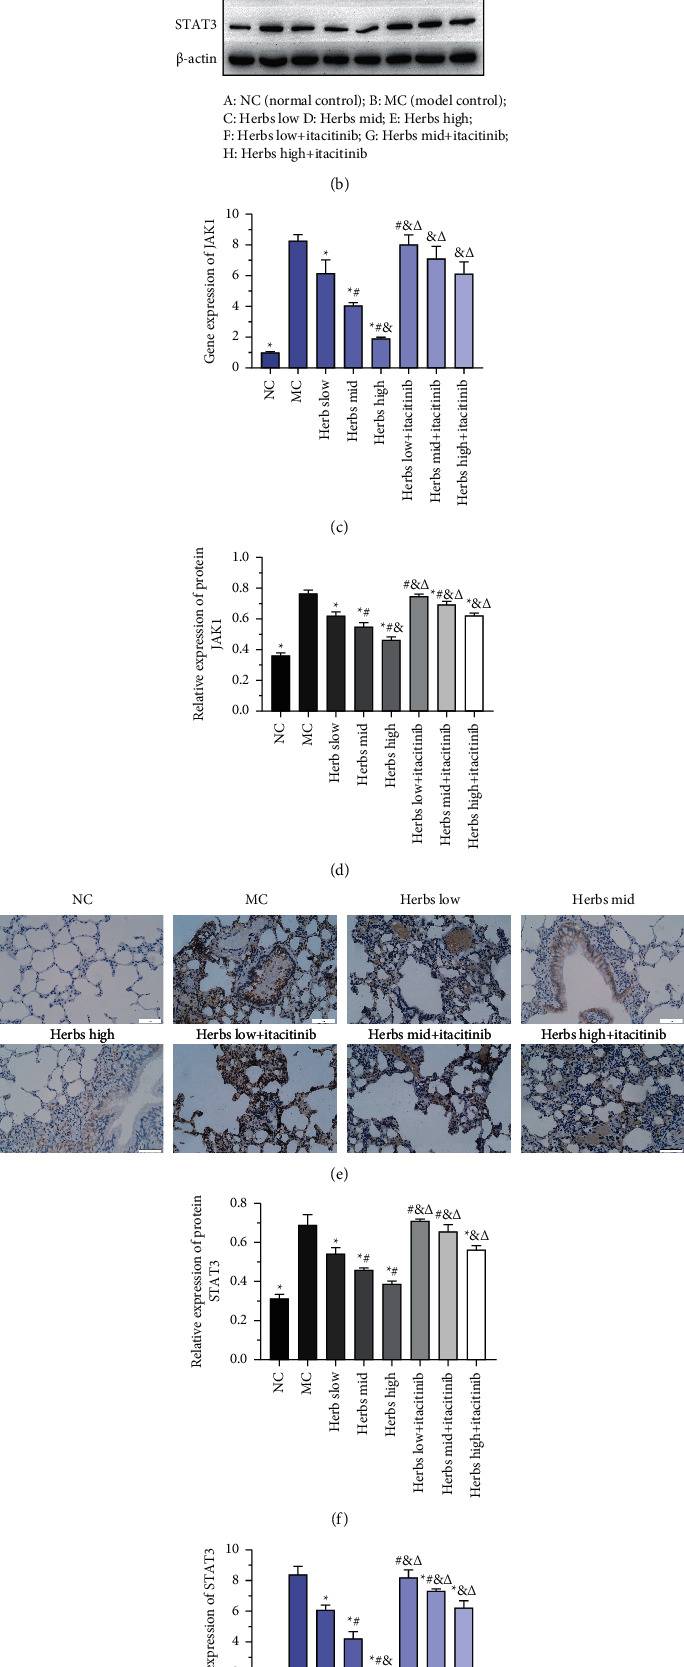 STAT3
β-actin
A: NC (normal control); B: MC (model control);
C: Herbs low D: Herbs mid; E: Herbs high;
F: Herbs low+itacitinib; G: Herbs mid+itacitinib;
H: Herbs high+itacitinib
(b)
Gene expression of JAK1
10
8
6
4
2
0
*
*
*#
*#&
#&Δ
&Δ
&Δ
NC
MC
Herb slow
Herbs mid
Herbs high
Herbs low+itacitinib
Herbs mid+itacitinib
Herbs high+itacitinib
(c)
Relative expression of protein
JAK1
1.0
0.8
0.6
0.4
0.2
0.0
*
*
*#
*#&
#&Δ
*#&Δ
*&Δ
NC
MC
Herb slow
Herbs mid
Herbs high
Herbs low+itacitinib
Herbs mid+itacitinib
Herbs high+itacitinib
(d)
NC MC Herbs low Herbs mid
Herbs high Herbs low+itacitinib Herbs mid+itacitinib Herbs high+itacitinib
(e)
Relative expression of protein
STAT3
0.8
0.6
0.4
0.2
0.0
*
*
*#
*#
#&Δ
#&Δ
*&Δ
NC
MC
Herb slow
Herbs mid
Herbs high
Herbs low+itacitinib
Herbs mid+itacitinib
Herbs high+itacitinib
(f)
of STAT3
10
8
6
4
*
*#
*#&
#&Δ
*#&Δ
*&Δ